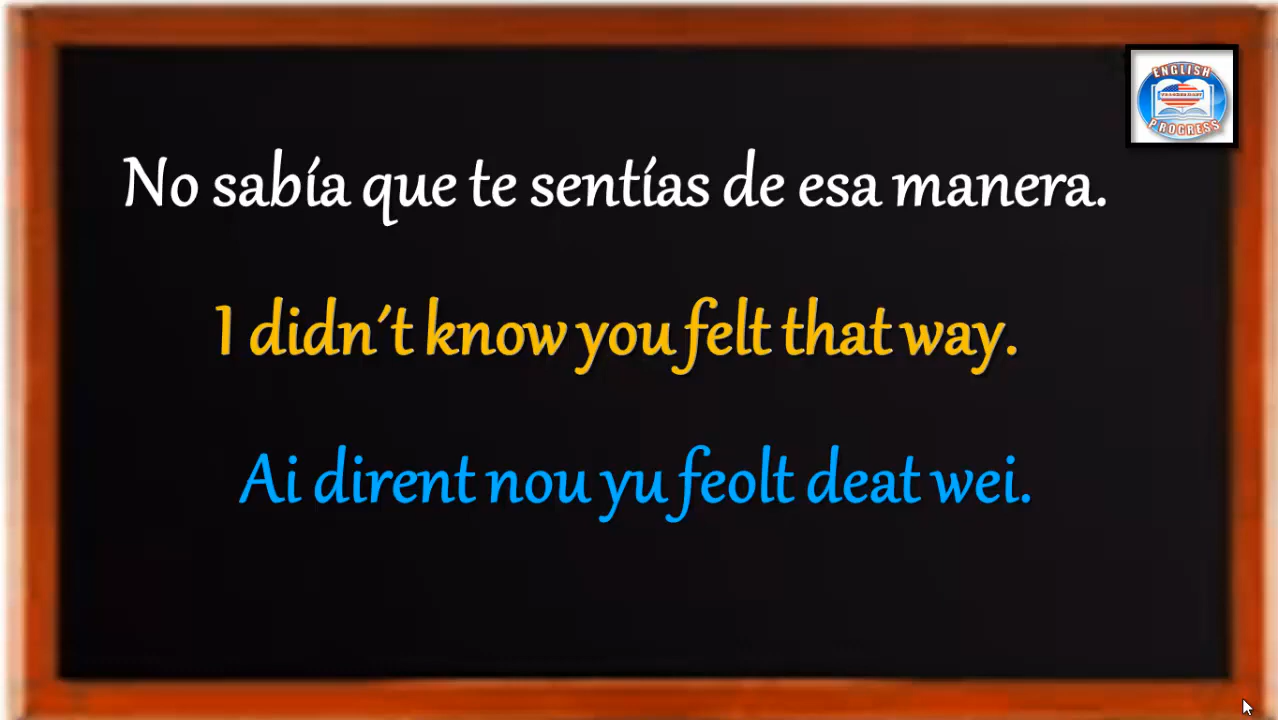 ENGLISH
PROGRESS
No sabía que te sentías de esa manera.
I didn´t know you felt that way.
Ai dirent nou yu feolt deat wei.